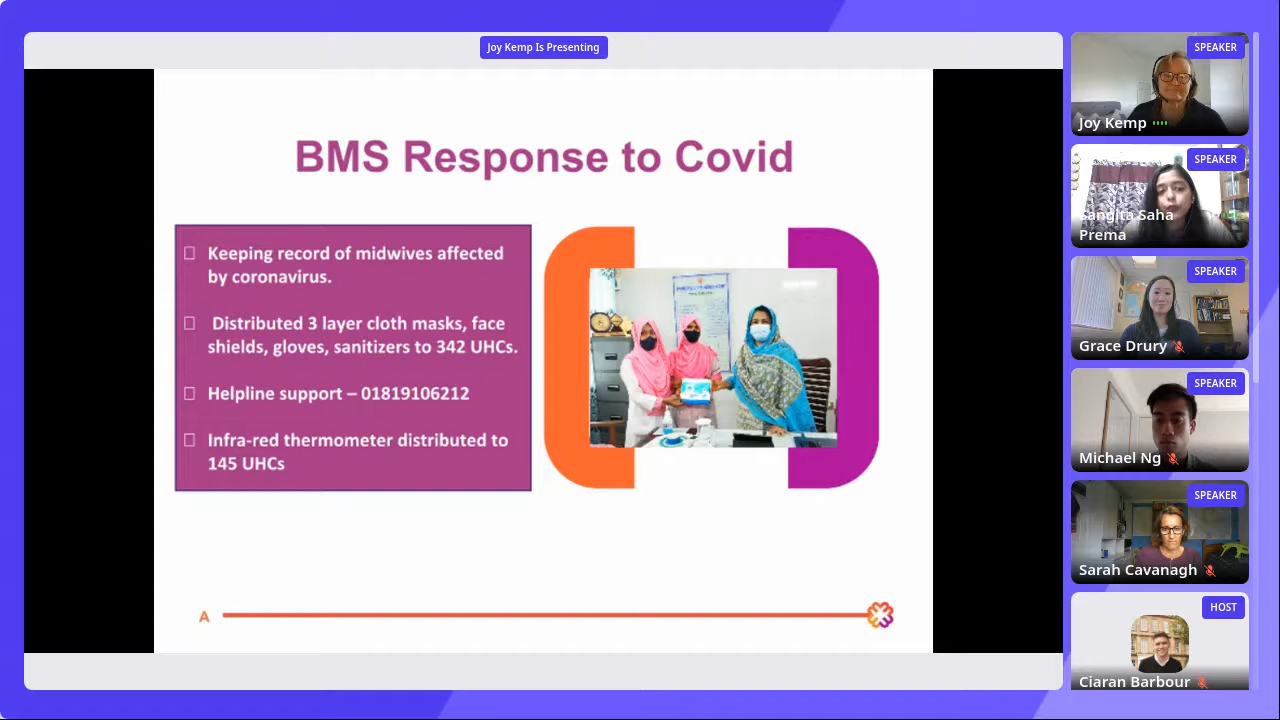 Joy Kemp Is Presenting
BMS Response to Covid
Keeping record of midwives affected
by coronavirus.
Distributed 3 layer cloth masks, face
shields, gloves, sanitizers to 342 UHCs.
Helpline support – 01819106212
Infra-red thermometer distributed to
145 UHCs
A
SPEAKER
Joy Kemp
SPEAKER
Sangita Saha
Prema
SPEAKER
Grace Drury
SPEAKER
Michael Ng
SPEAKER
Sarah Cavanagh
HOST
Ciaran Barbour